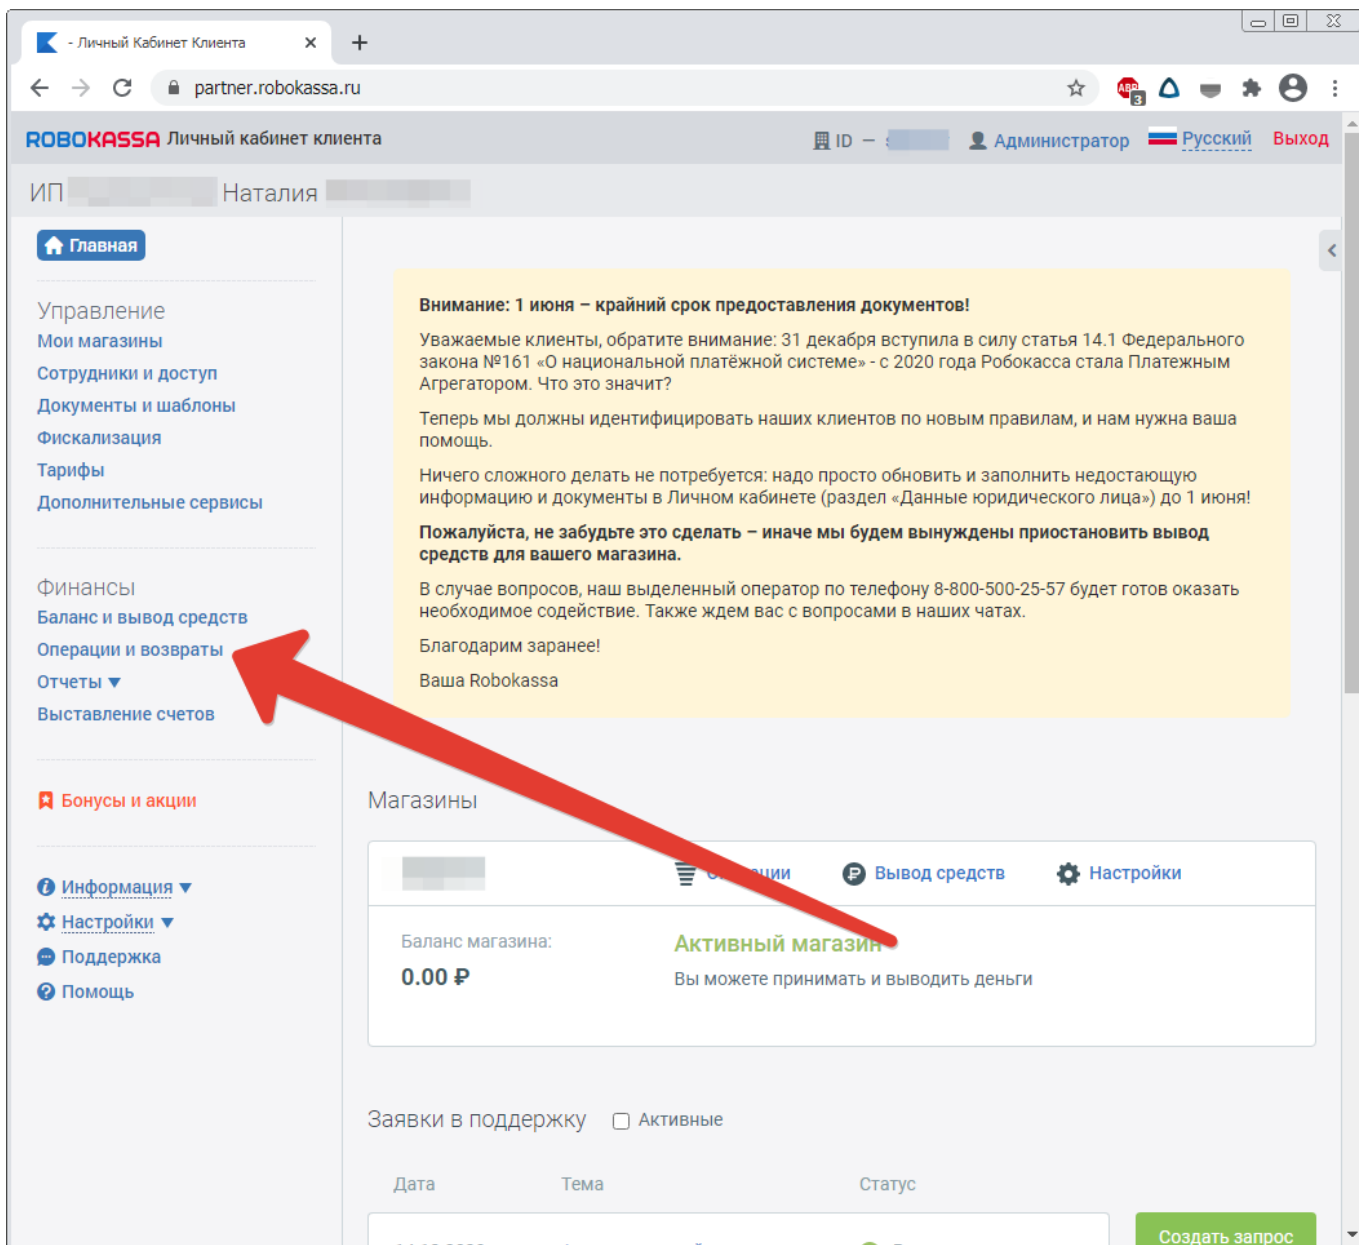 - Личный Кабинет Клиента
partner.robokassa.ru
ABP
3
ROBOKASSA Личный кабинет клиента
ID –
Администратор
Русский
Выход
ИП Наталия
Главная
Управление
Мои магазины
Сотрудники и доступ
Документы и шаблоны
Фискализация
Тарифы
Дополнительные сервисы
Финансы
Баланс и вывод средств
Операции и возвраты
Отчеты ▼
Выставление счетов
Бонусы и акции
Информация ▼
Настройки ▼
Поддержка
Помощь
Внимание: 1 июня – крайний срок предоставления документов!
Уважаемые клиенты, обратите внимание: 31 декабря вступила в силу статья 14.1 Федерального
закона №161 «О национальной платёжной системе» - с 2020 года Робокасса стала Платежным
Агрегатором. Что это значит?
Теперь мы должны идентифицировать наших клиентов по новым правилам, и нам нужна ваша
помощь.
Ничего сложного делать не потребуется: надо просто обновить и заполнить недостающую
информацию и документы в Личном кабинете (раздел «Данные юридического лица») до 1 июня!
Пожалуйста, не забудьте это сделать – иначе мы будем вынуждены приостановить вывод
средств для вашего магазина.
В случае вопросов, наш выделенный оператор по телефону 8-800-500-25-57 будет готов оказать
необходимое содействие. Также ждем вас с вопросами в наших чатах.
Благодарим заранее!
Ваша Robokassa
Магазины
Вывод средств
Настройки
Баланс магазина:
0.00 ₽
Активный магазин
Вы можете принимать и выводить деньги
Заявки в поддержку
Активные
Дата
Тема
Статус
Создать запрос